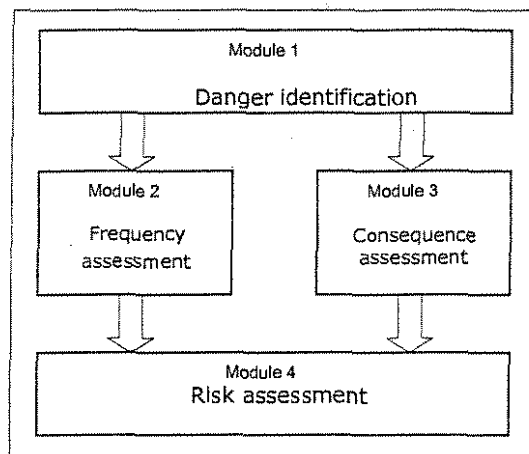 Module 1
Danger identification
Module 2
Frequency
assessment
Module 3
Consequence
assessment
Module 4
Risk assessment